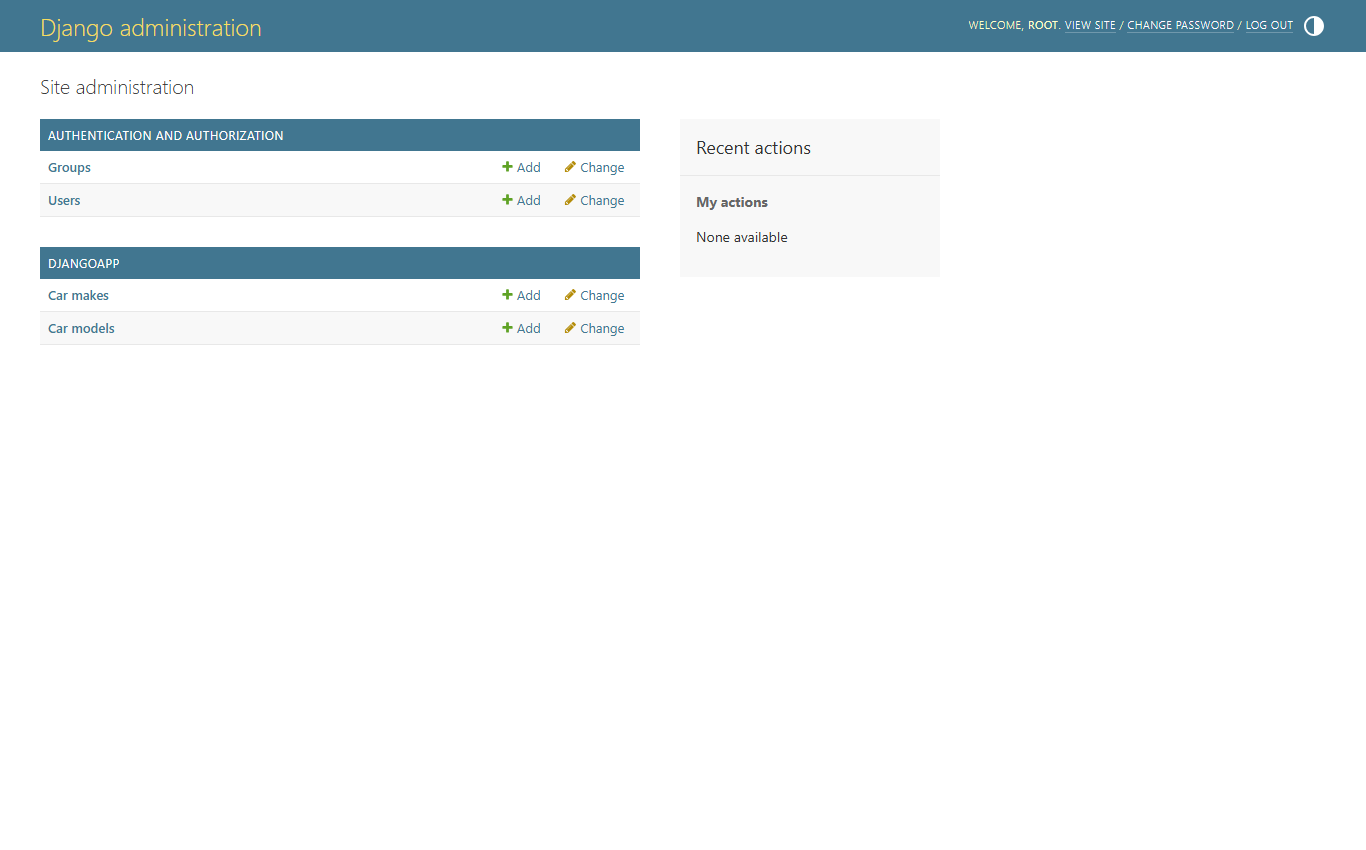 Django administration
WELCOME, ROOT. VIEW SITE / CHANGE PASSWORD / LOG OUT
Site administration
AUTHENTICATION AND AUTHORIZATION
Groups Add Change
Users Add Change
DJANGOAPP
Car makes Add Change
Car models Add Change
Recent actions
My actions
None available